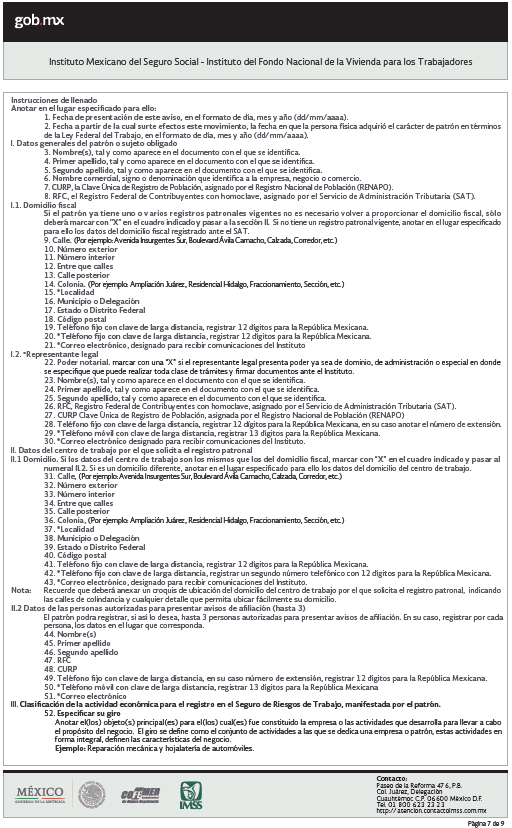 gob.mx
Instituto Mexicano del Seguro Social - Instituto del Fondo Nacional de la Vivienda para los Trabajadores
Instrucciones de llenado
Anotar en el lugar especificado para ello:
1. Fecha de presentación de este aviso, en el formato de día, mes y año (dd/mm/aaaa).
2. Fecha a partir de la cual surte efectos este movimiento, la fecha en que la persona física adquirió el carácter de patrón en términos
de la Ley Federal del Trabajo, en el formato de día, mes y año (dd/mm/aaaa).
I. Datos generales del patrón o sujeto obligado
3. Nombre(s), tal y como aparece en el documento con el que se identifica.
4. Primer apellido, tal y como aparece en el documento con el que se identifica.
5. Segundo apellido, tal y como aparece en el documento con el que se identifica.
6. Nombre comercial, signo o denominación que identifica a la empresa, negocio o comercio.
7. CURP, la Clave Única de Registro de Población, asignado por el Registro Nacional de Población (RENAPO).
8. RFC, el Registro Federal de Contribuyentes con homoclave, asignado por el Servicio de Administración Tributaria (SAT).
I.1. Domicilio fiscal
Si el patrón ya tiene uno o varios registros patronales vigentes no es necesario volver a proporcionar el domicilio fiscal, sólo
deberá marcar con "X" en el cuadro indicado y pasar a la sección II. Si no tiene un registro patronal vigente, anotar en el lugar especificado
para ello los datos del domicilio fiscal registrado ante el SAT.
9. Calle. (Por ejemplo: Avenida Insurgentes Sur, Boulevard Ávila Camacho, Calzada, Corredor, etc.)
10. Número exterior
11. Número interior
12. Entre que calles
13. Calle posterior
14. Colonia. (Por ejemplo: Ampliación Juárez, Residencial Hidalgo, Fraccionamiento, Sección, etc.)
15. *Localidad
16. Municipio o Delegación
17. Estado o Distrito Federal
18. Código postal
19. Teléfono fijo con clave de larga distancia, registrar 12 dígitos para la República Mexicana.
20. *Teléfono fijo con clave de larga distancia, registrar 12 dígitos para la República Mexicana.
21. *Correo electrónico para recibir comunicaciones del Instituto
I.2. *Representante legal
22. Poder notarial. marcar con una "X" si el representante legal presenta poder ya sea de dominio, de administración o especial en donde
se especifique que puede realizar toda clase de trámites y firmar documentos ante el Instituto.
23. Nombre(s), tal y como aparece en el documento con el que se identifica.
24. Primer apellido, tal y como aparece en el documento con el que se identifica.
25. Segundo apellido, tal y como aparece en el documento con el que se identifica.
26. RFC, Registro Federal de Contribuyentes con homoclave, asignado por el Servicio de Administración Tributaria (SAT).
27. CURP Clave Única de Registro de Población, asignada por el Registro Nacional de Población (RENAPO)
28. Teléfono fijo con clave de larga distancia, registrar 12 dígitos para la República Mexicana, en su caso anotar el número de extensión.
29. *Teléfono móvil con clave de larga distancia, registrar 13 dígitos para la República Mexicana.
30. *Correo electrónico designado para recibir comunicaciones del Instituto.
II. Datos del centro de trabajo por el que solicita el registro patronal
II.1 Domicilio. Si los datos del centro de trabajo son los mismos que los del domicilio fiscal, marcar con "X" en el cuadro indicado y pasar al
numeral II.2. Si es un domicilio diferente, anotar en el lugar especificado para ello los datos del domicilio del centro de trabajo.
31. Calle, (Por ejemplo: Avenida Insurgentes Sur, Boulevard Ávila Camacho, Calzada, Corredor, etc.)
32. Número exterior
33. Número interior
34. Entre que calles
35. Calle posterior
36. Colonia, (Por ejemplo: Ampliación Juárez, Residencial Hidalgo, Fraccionamiento, Sección, etc.)
37. *Localidad
38. Municipio o Delegación
39. Estado o Distrito Federal
40. Código postal
41. Teléfono fijo con clave de larga distancia, registrar 12 dígitos para la República Mexicana.
42. *Teléfono fijo con clave de larga distancia, registrar un segundo número telefónico con 12 dígitos para la República Mexicana.
43. *Correo electrónico, designado para recibir comunicaciones del Instituto.
Nota: Recuerde que deberá anexar un croquis de ubicación del domicilio del centro de trabajo por el que solicita el registro patronal, indicando
las calles de colindancia y cualquier detalle que permita ubicar fácilmente su domicilio.
II.2 Datos de las personas autorizadas para presentar avisos de afiliación (hasta 3)
El patrón podra registrar, si así lo desea, hasta 3 personas autorizadas para presentar avisos de afiliación. En su caso, registrar por cada
persona, los datos en el lugar que corresponda.
44. Nombre(s)
45. Primer apellido
46. Segundo apellido
47. RFC
48. CURP
49. Teléfono fijo con clave de larga distancia, en su caso número de extensión, registrar 12 dígitos para la República Mexicana.
50. *Teléfono móvil con clave de larga distancia, registrar 13 dígitos para la República Mexicana
51. *Correo electrónico
III. Clasificación de la actividad económica para el registro en el Seguro de Riesgos de Trabajo, manifestada por el patrón.
52. Especificar su giro
Anotar el(los) objeto(s) principal(es) para el(los) cual(es) fue constituido la empresa o las actividades que desarrolla para llevar a cabo
el propósito del negocio. El giro se define como el conjunto de actividades a las que se dedica una empresa o patrón, estas actividades en
forma integral, definen las características del negocio.
Ejemplo: Reparación mecánica y hojalatería de automóviles.
MÉXICO
GOBIERNO DE LA REPÚBLICA
IMSS
Contacto:
Paseo de la Reforma 476, P.B.
Col. Juárez, Delegación
Cuauhtémoc C.P. 06600 México D.F.
Tel. 01 800 623 23 23
http://atencion.contactoimss.com.mx
Página 7 de 9